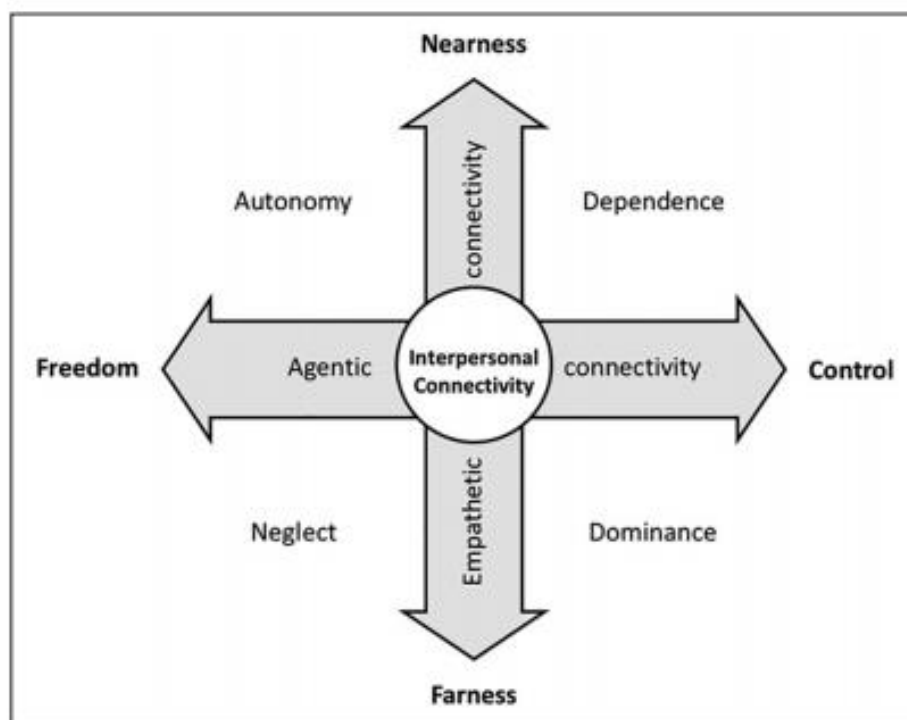 Nearness
connectivity
Autonomy
Dependence
Freedom
Agentic
Interpersonal
Connectivity
connectivity
Control
Empathetic
Neglect
Dominance
Farness